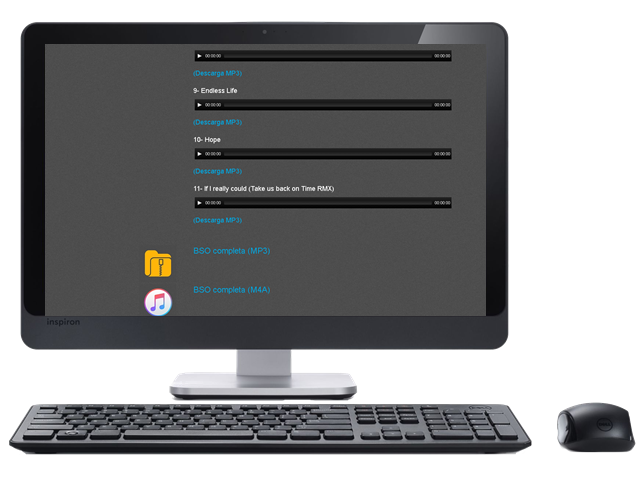 00:00:00 00:00:00
(Descarga MP3)
9- Endless Life
00:00:00 00:00:00
(Descarga MP3)
10- Hope
00:00:00 00:00:00
(Descarga MP3)
11- If I really could (Take us back on Time RMX)
00:00:00 00:00:00
(Descarga MP3)
BSO completa (MP3)
BSO completa (M4A)
inspiron